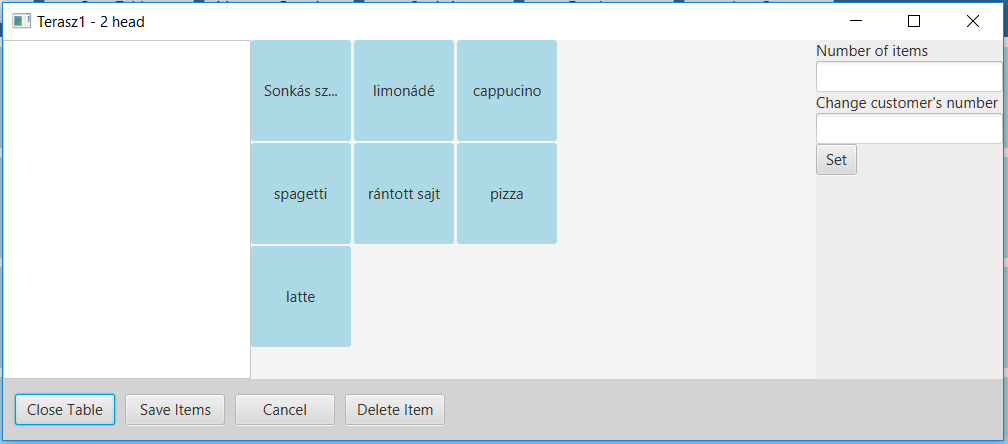 Terasz1 - 2 head
Sonkás sz...
limonádé
cappucino
spagetti
rántott sajt
pizza
latte
Number of items
Change customer's number
Set
Close Table
Save Items
Cancel
Delete Item